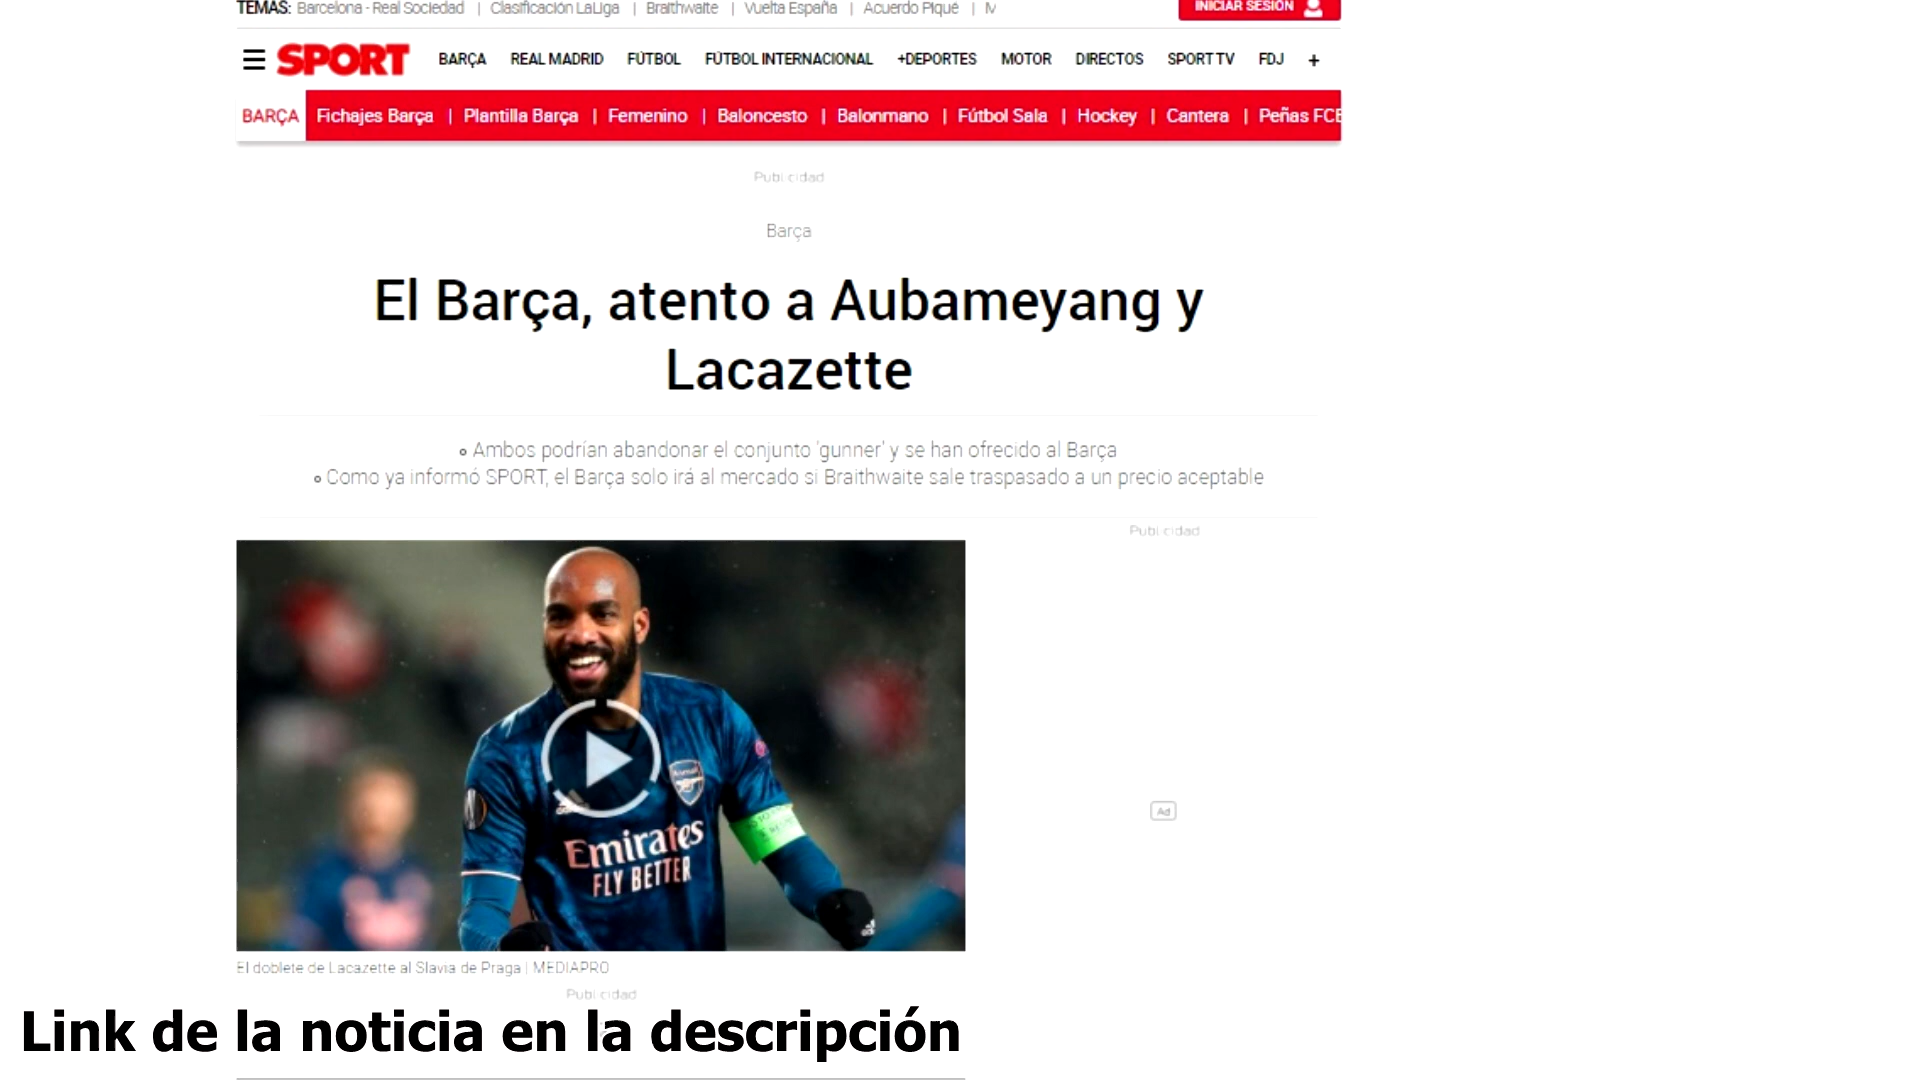 TEMAS: Barcelona - Real Sociedad | Clasificación LaLiga | Braithwaite | Vuelta España | Acuerdo Piqué |
INICIAR SESIÓN
SPORT BARÇA REAL MADRID FÚTBOL FÚTBOL INTERNACIONAL +DEPORTES MOTOR DIRECTOS SPORT TV FDJ +
BARÇA Fichajes Barça | Plantilla Barça | Femenino | Baloncesto | Balonmano | Fútbol Sala | Hockey | Cantera | Peñas FCB
Publicidad
Barça
El Barça, atento a Aubameyang y
Lacazette
Ambos podrían abandonar el conjunto 'gunner' y se han ofrecido al Barça
Como ya informó SPORT, el Barça solo irá al mercado si Braithwaite sale traspasado a un precio aceptable
Publicidad
Arsenal
Emirates
FLY BETTER
Ad
El doblete de Lacazette al Slavia de Praga | MEDIAPRO
Publicidad
Link de la noticia en la descripción